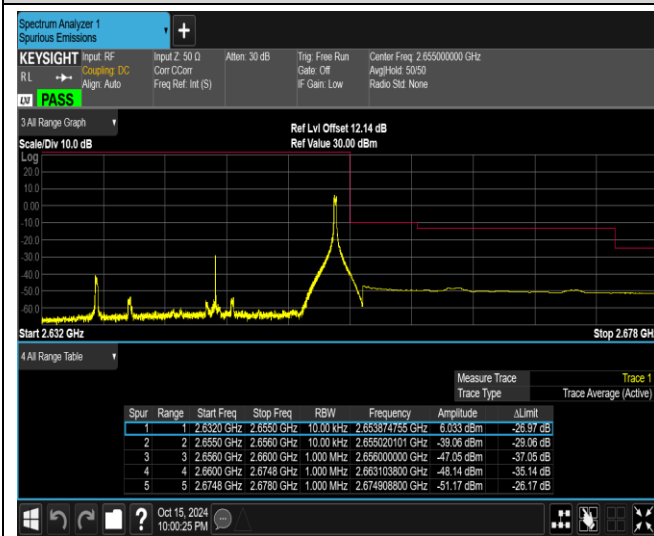 Spectrum Analyzer 1
Spurious Emissions
+
KEYSIGHT Input: RF Input Z: 50 Ω Atten: 30 dB Trig: Free Run Center Freq: 2.655000000 GHz
RL Coupling: DC Corr CCorr Gate: Off Avg|Hold: 50/50
Align: Auto Freq Ref: Int (S) IF Gain: Low Radio Std: None
LXI PASS
3 All Range Graph
Ref Lvl Offset 12.14 dB
Scale/Div 10.0 dB Ref Value 30.00 dBm
Log
20.0
10.0
0.00
-10.0
-20.0
-30.0
-40.0
-50.0
-60.0
Start 2.632 GHz Stop 2.678 GH
4 All Range Table
Measure Trace Trace 1
Trace Type Trace Average (Active)
Spur Range Start Freq Stop Freq RBW Frequency Amplitude ΔLimit
1 1 2.6320 GHz 2.6550 GHz 10.00 kHz 2.653874755 GHz 6.033 dBm -26.97 dB
2 2 2.6550 GHz 2.6560 GHz 10.00 kHz 2.655020101 GHz -39.06 dBm -29.06 dB
3 3 2.6560 GHz 2.6600 GHz 1.000 MHz 2.656000000 GHz -47.05 dBm -37.05 dB
4 4 2.6600 GHz 2.6748 GHz 1.000 MHz 2.663103800 GHz -48.14 dBm -35.14 dB
5 5 2.6748 GHz 2.6780 GHz 1.000 MHz 2.674908800 GHz -51.17 dBm -26.17 dB
? Oct 15, 2024
10:00:25 PM